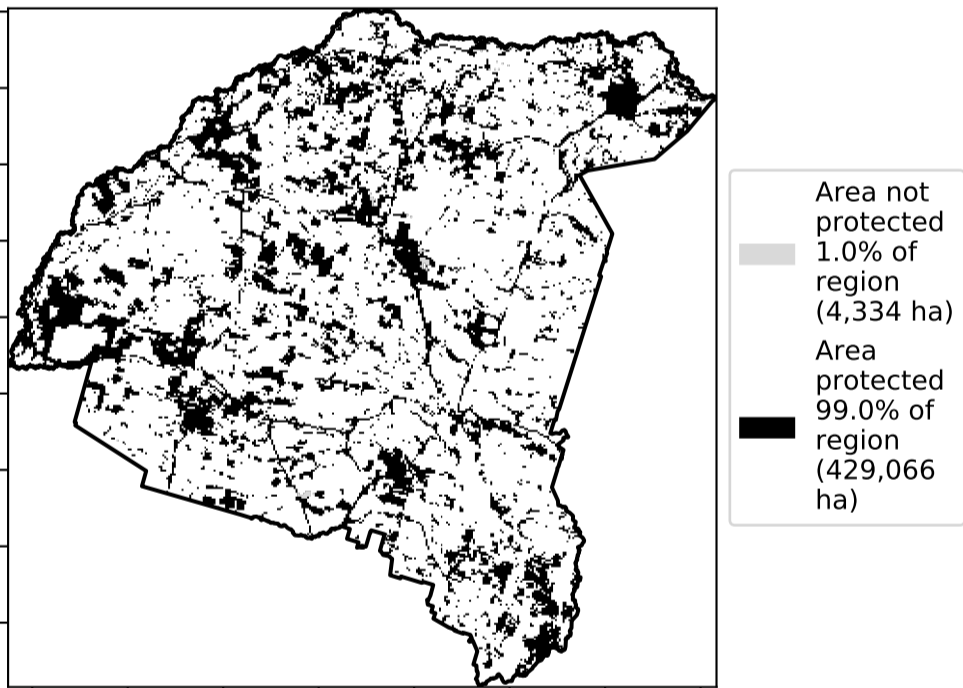 Area not
protected
1.0% of
region
(4,334 ha)
Area
protected
99.0% of
region
(429,066
ha)